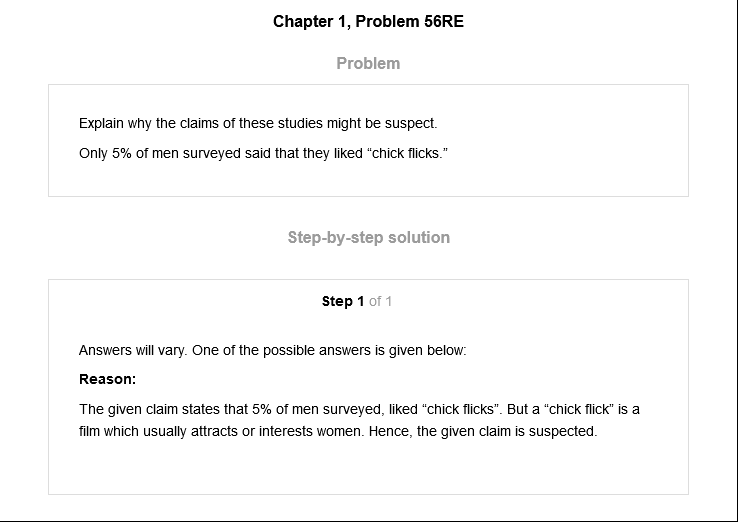 Chapter 1, Problem 56RE
Problem
Explain why the claims of these studies might be suspect.
Only 5% of men surveyed said that they liked “chick flicks.”
Step-by-step solution
Step 1 of 1
Answers will vary. One of the possible answers is given below:
Reason:
The given claim states that 5% of men surveyed, liked “chick flicks”. But a “chick flick” is a
film which usually attracts or interests women. Hence, the given claim is suspected.